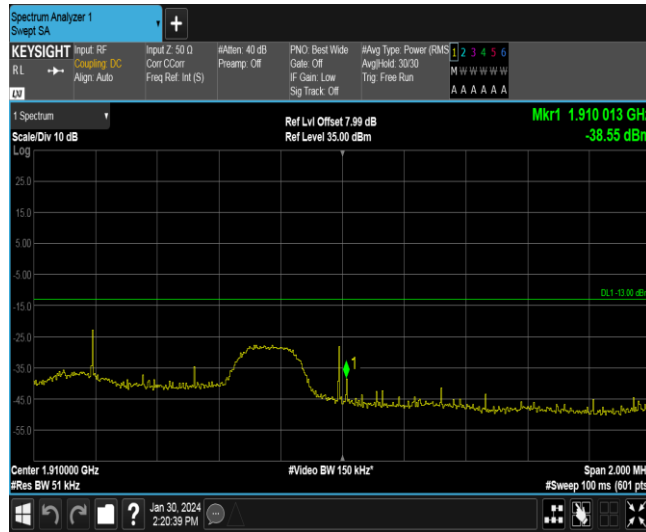 Spectrum Analyzer 1
Swept SA
+
KEYSIGHT Input: RF Input Z: 50 Ω #Atten: 40 dB PNO: Best Wide #Avg Type: Power (RMS 1 2 3 4 5 6
RL Coupling: DC Corr CCorr Preamp: Off Gate: Off Avg|Hold: 30/30 M W W W W W
Align: Auto Freq Ref: Int (S) IF Gain: Low Trig: Free Run
LXI Sig Track: Off A A A A A A
1 Spectrum Ref Lvl Offset 7.99 dB Mkr1 1.910 013 GHz
Scale/Div 10 dB Ref Level 35.00 dBm -38.55 dBm
Log
25.0
15.0
5.00
-5.00
DL1 -13.00 dBm
-15.0
-25.0
1
-35.0
-45.0
-55.0
Center 1.910000 GHz #Video BW 150 kHz* Span 2.000 MH
#Res BW 51 kHz #Sweep 100 ms (601 pts
? Jan 30, 2024
2:20:39 PM